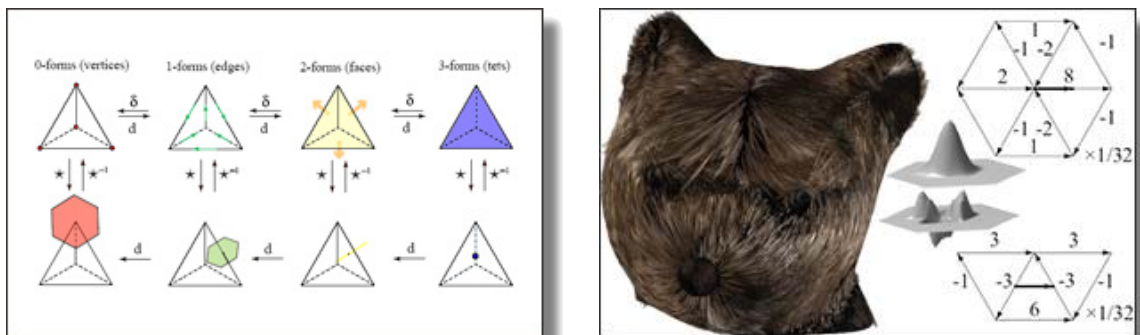 0-forms (vertices) 1-forms (edges) 2-forms (faces) 3-forms (tets)
δ δ δ
d d d
★ ★⁻¹ ★ ★⁻¹ ★ ★⁻¹ ★ ★⁻¹
d d d
1
-1 -2 -1
2 8
-1 -2 -1
1 ×1/32
3 3
-1 -3 -3 -1
6 ×1/32